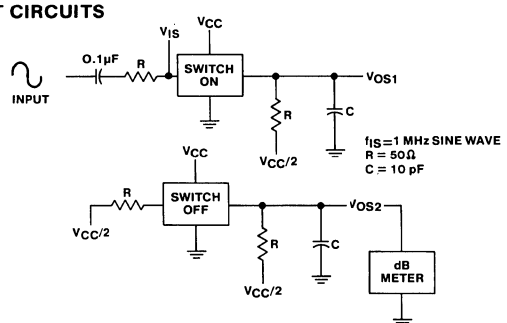 T CIRCUITS
VCC
VIS
0.1µF
R
SWITCH
ON
VOS1
INPUT
R
C
VCC/2
fIS=1 MHz SINE WAVE
R = 50Ω
C = 10 pF
VCC
R
SWITCH
OFF
VOS2
VCC/2
R
C
VCC/2
dB
METER